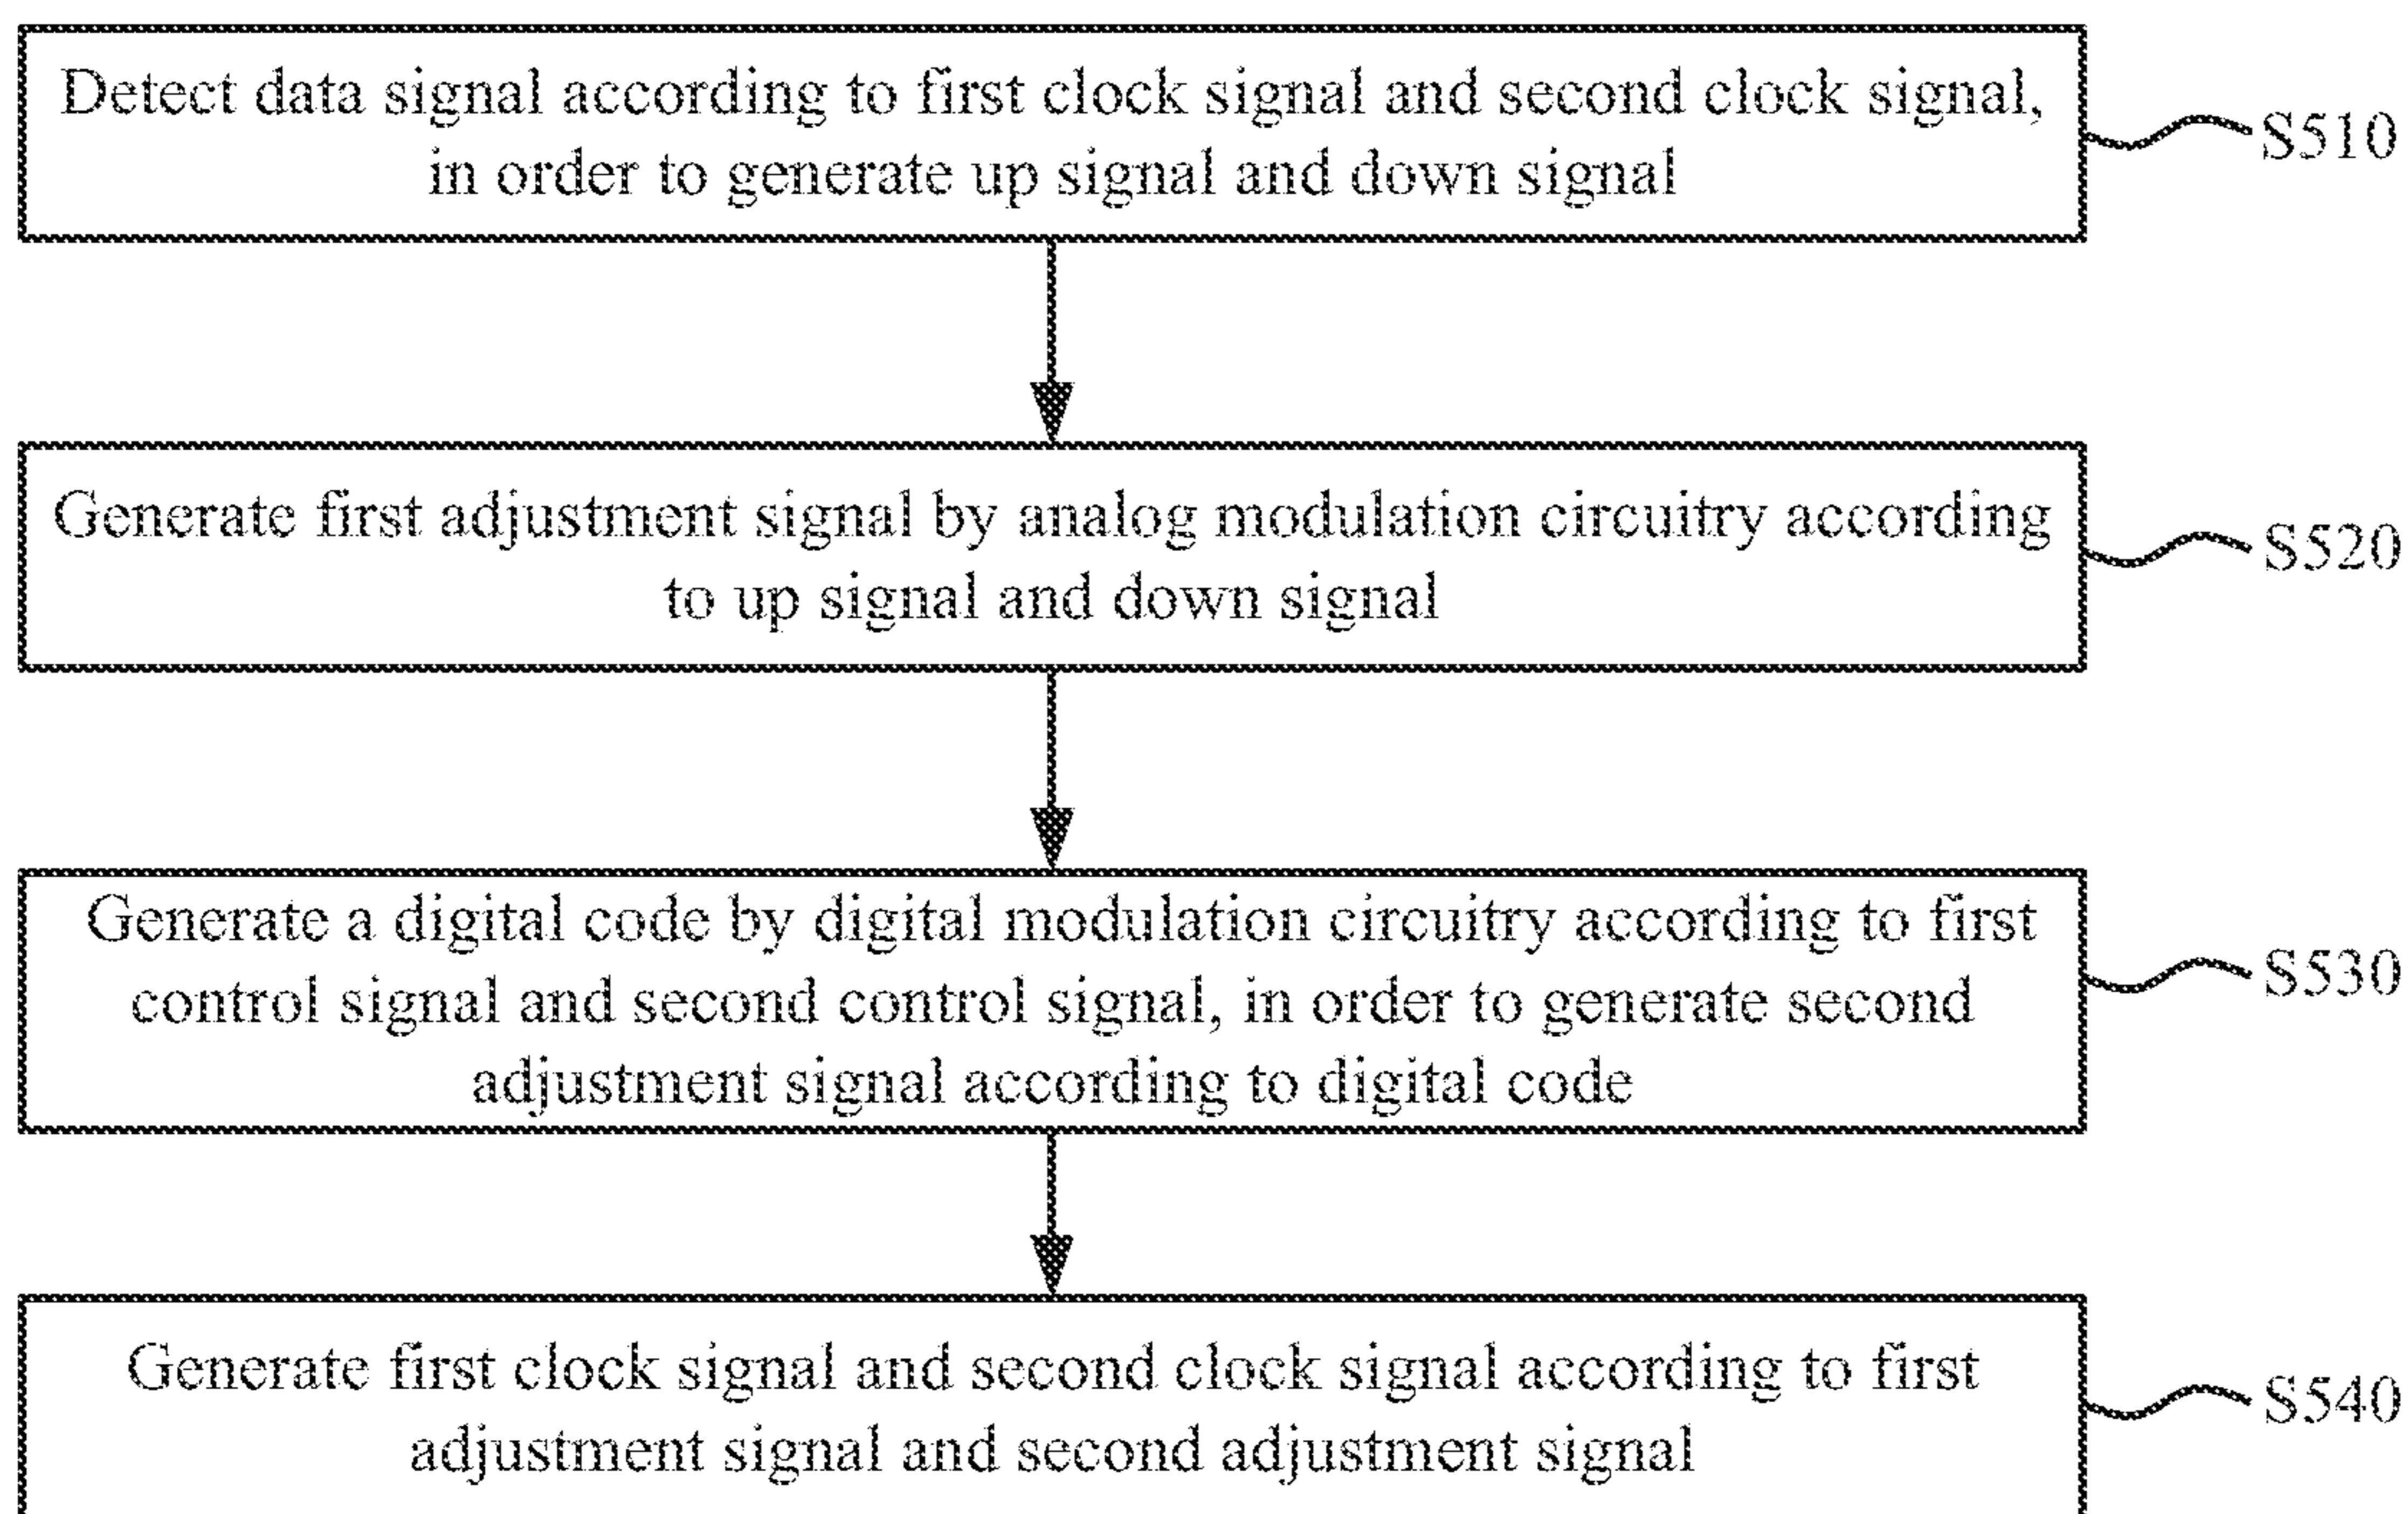 Detect data signal according to first clock signal and second clock signal,
in order to generate up signal and down signal
S510
Generate first adjustment signal by analog modulation circuitry according
to up signal and down signal
S520
Generate a digital code by digital modulation circuitry according to first
control signal and second control signal, in order to generate second
adjustment signal according to digital code
S530
Generate first clock signal and second clock signal according to first
adjustment signal and second adjustment signal
S540